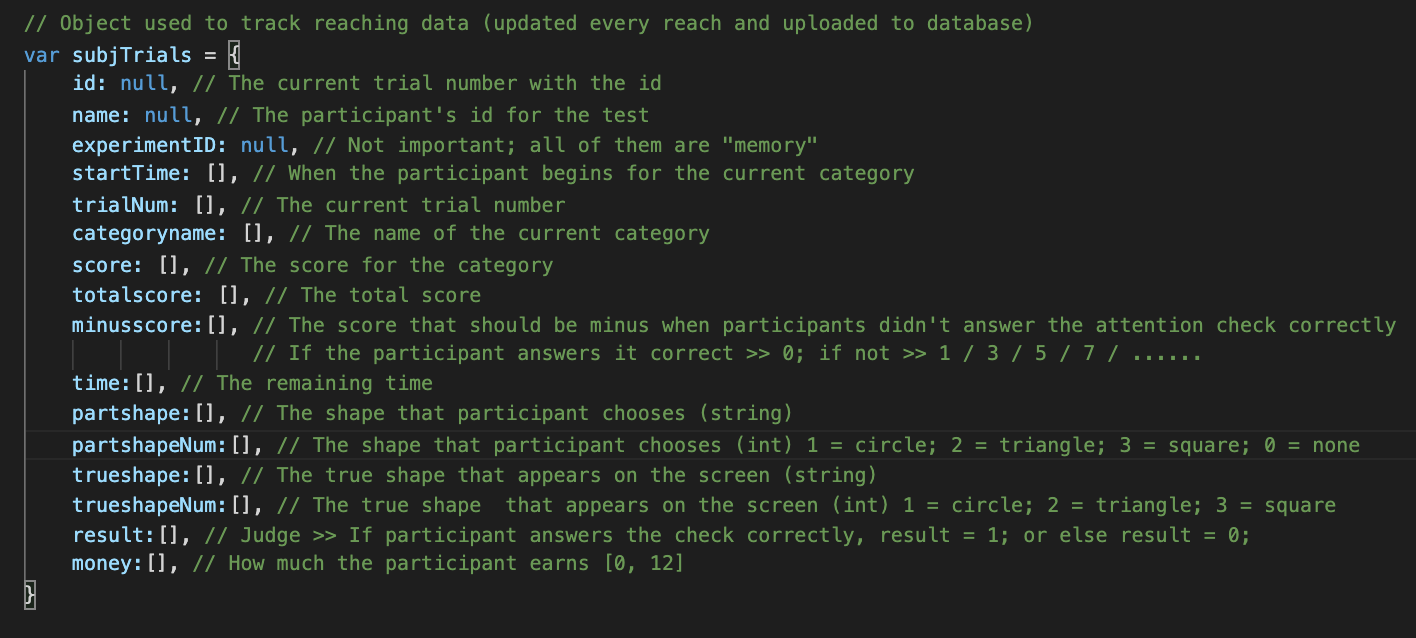 // Object used to track reaching data (updated every reach and uploaded to database)
var subjTrials = {
    id: null, // The current trial number with the id
    name: null, // The participant's id for the test
    experimentID: null, // Not important; all of them are "memory"
    startTime: [], // When the participant begins for the current category
    trialNum: [], // The current trial number
    categoryname: [], // The name of the current category
    score: [], // The score for the category
    totalscore: [], // The total score
    minusscore:[], // The score that should be minus when participants didn't answer the attention check correctly
                   // If the participant answers it correct >> 0; if not >> 1 / 3 / 5 / 7 / ......
    time:[], // The remaining time
    partshape:[], // The shape that participant chooses (string)
    partshapeNum:[], // The shape that participant chooses (int) 1 = circle; 2 = triangle; 3 = square; 0 = none
    trueshape:[], // The true shape that appears on the screen (string)
    trueshapeNum:[], // The true shape  that appears on the screen (int) 1 = circle; 2 = triangle; 3 = square
    result:[], // Judge >> If participant answers the check correctly, result = 1; or else result = 0;
    money:[], // How much the participant earns [0, 12]
}